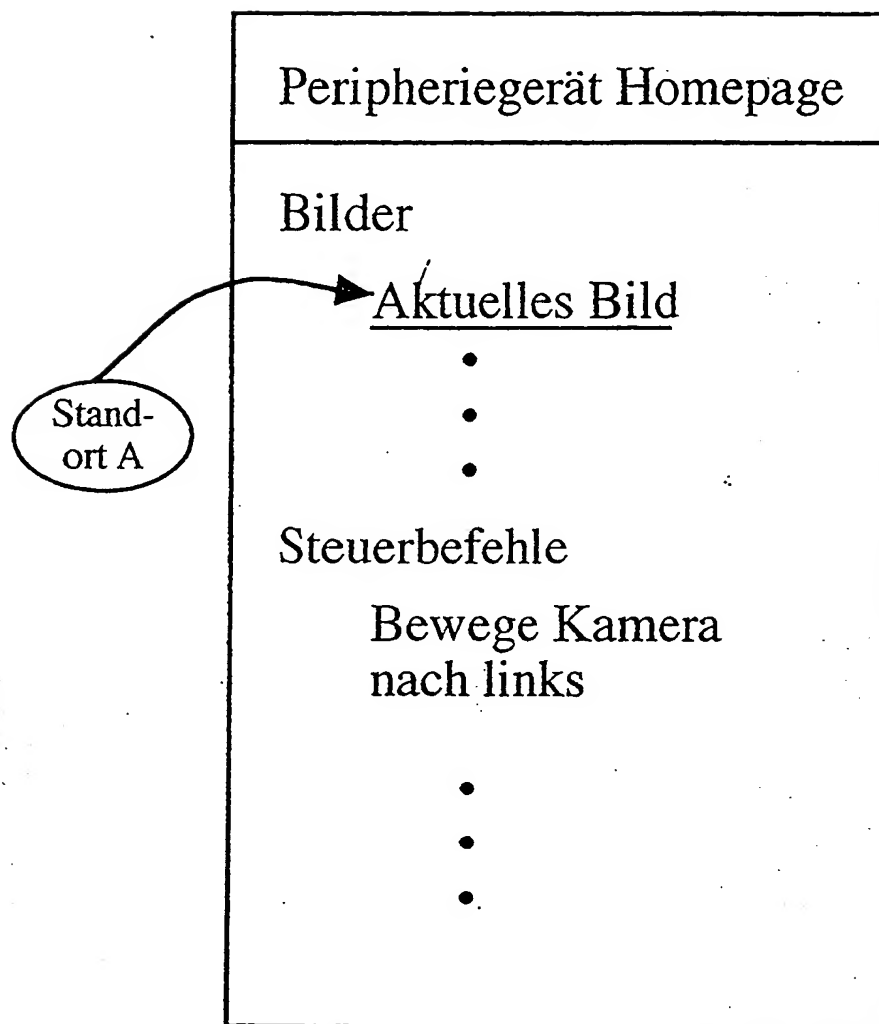 Peripheriegerät Homepage
Bilder
Aktuelles Bild
Stand-
ort A
Steuerbefehle
Bewege Kamera
nach links